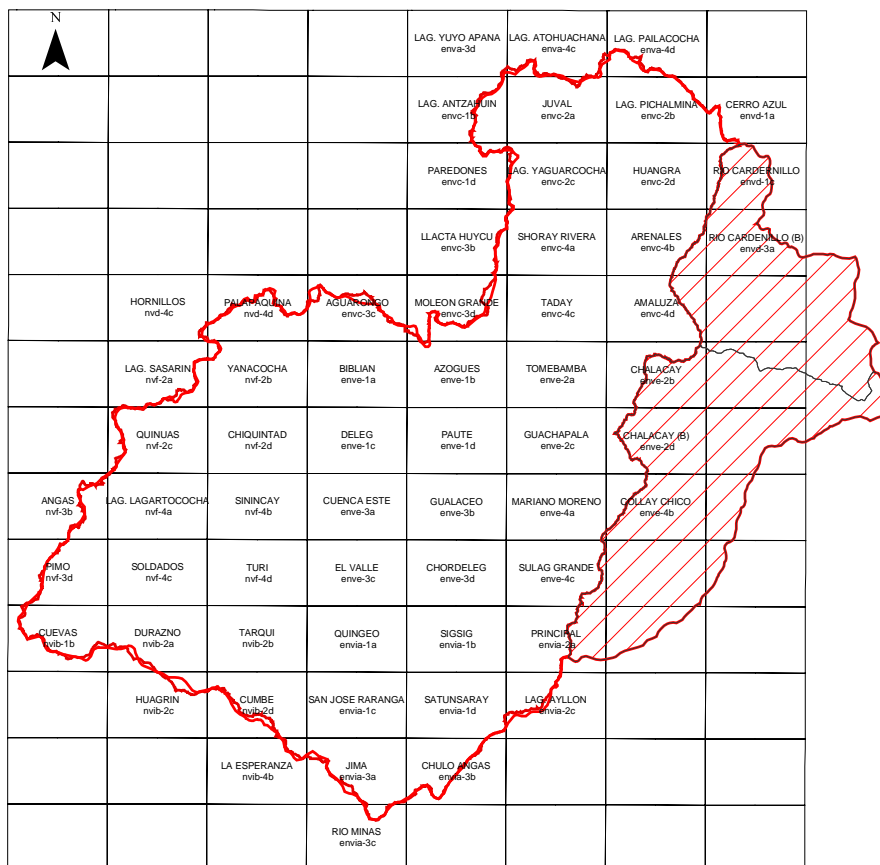 N
LAG. YUYO APANA
enva-3d
LAG. ATOHUACHANA
enva-4c
LAG. PAILACOCHA
enva-4d
LAG. ANTZAHUIN
envc-1b
JUVAL
envc-2a
LAG. PICHALMINA
envc-2b
CERRO AZUL
envd-1a
PAREDONES
envc-1d
LAG. YAGUARCOCHA
envc-2c
HUANGRA
envc-2d
RIO CARDERNILLO
envd-1c
LLACTA HUYCU
envc-3b
SHORAY RIVERA
envc-4a
ARENALES
envc-4b
RIO CARDENILLO (B)
envd-3a
HORNILLOS
nvd-4c
PALAPAQUINA
nvd-4d
AGUARONGO
envc-3c
MOLEON GRANDE
envc-3d
TADAY
envc-4c
AMALUZA
envc-4d
LAG. SASARIN
nvf-2a
YANACOCHA
nvf-2b
BIBLIAN
enve-1a
AZOGUES
enve-1b
TOMEBAMBA
enve-2a
CHALACAY
enve-2b
QUINUAS
nvf-2c
CHIQUINTAD
nvf-2d
DELEG
enve-1c
PAUTE
enve-1d
GUACHAPALA
enve-2c
CHALACAY (B)
enve-2d
ANGAS
nvf-3b
LAG. LAGARTOCOCHA
nvf-4a
SININCAY
nvf-4b
CUENCA ESTE
enve-3a
GUALACEO
enve-3b
MARIANO MORENO
enve-4a
COLLAY CHICO
enve-4b
PIMO
nvf-3d
SOLDADOS
nvf-4c
TURI
nvf-4d
EL VALLE
enve-3c
CHORDELEG
enve-3d
SULAG GRANDE
enve-4c
CUEVAS
nvib-1b
DURAZNO
nvib-2a
TARQUI
nvib-2b
QUINGEO
envia-1a
SIGSIG
envia-1b
PRINCIPAL
envia-2a
HUAGRIN
nvib-2c
CUMBE
nvib-2d
SAN JOSE RARANGA
envia-1c
SATUNSARAY
envia-1d
LAG. AYLLON
envia-2c
LA ESPERANZA
nvib-4b
JIMA
envia-3a
CHULO ANGAS
envia-3b
RIO MINAS
envia-3c